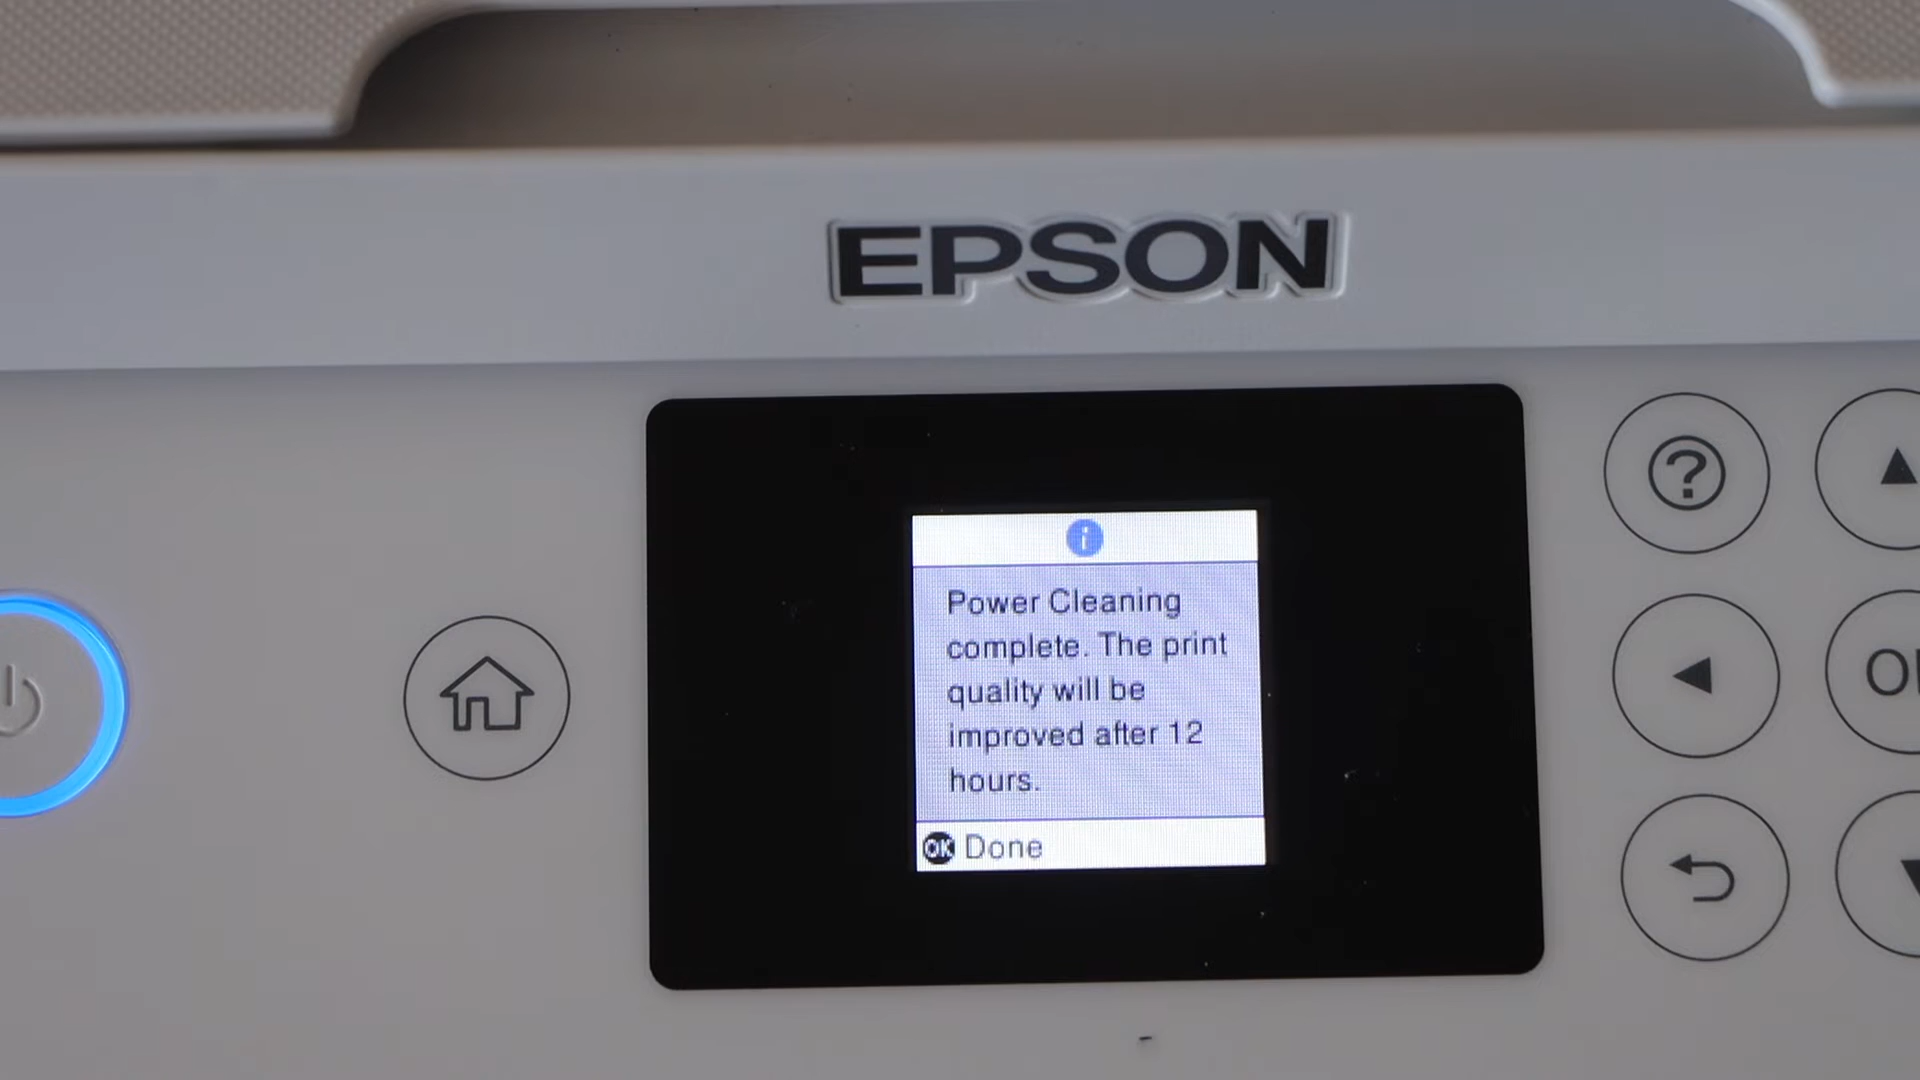 EPSON
i
Power Cleaning
complete. The print
quality will be
improved after 12
hours.
OK Done
?